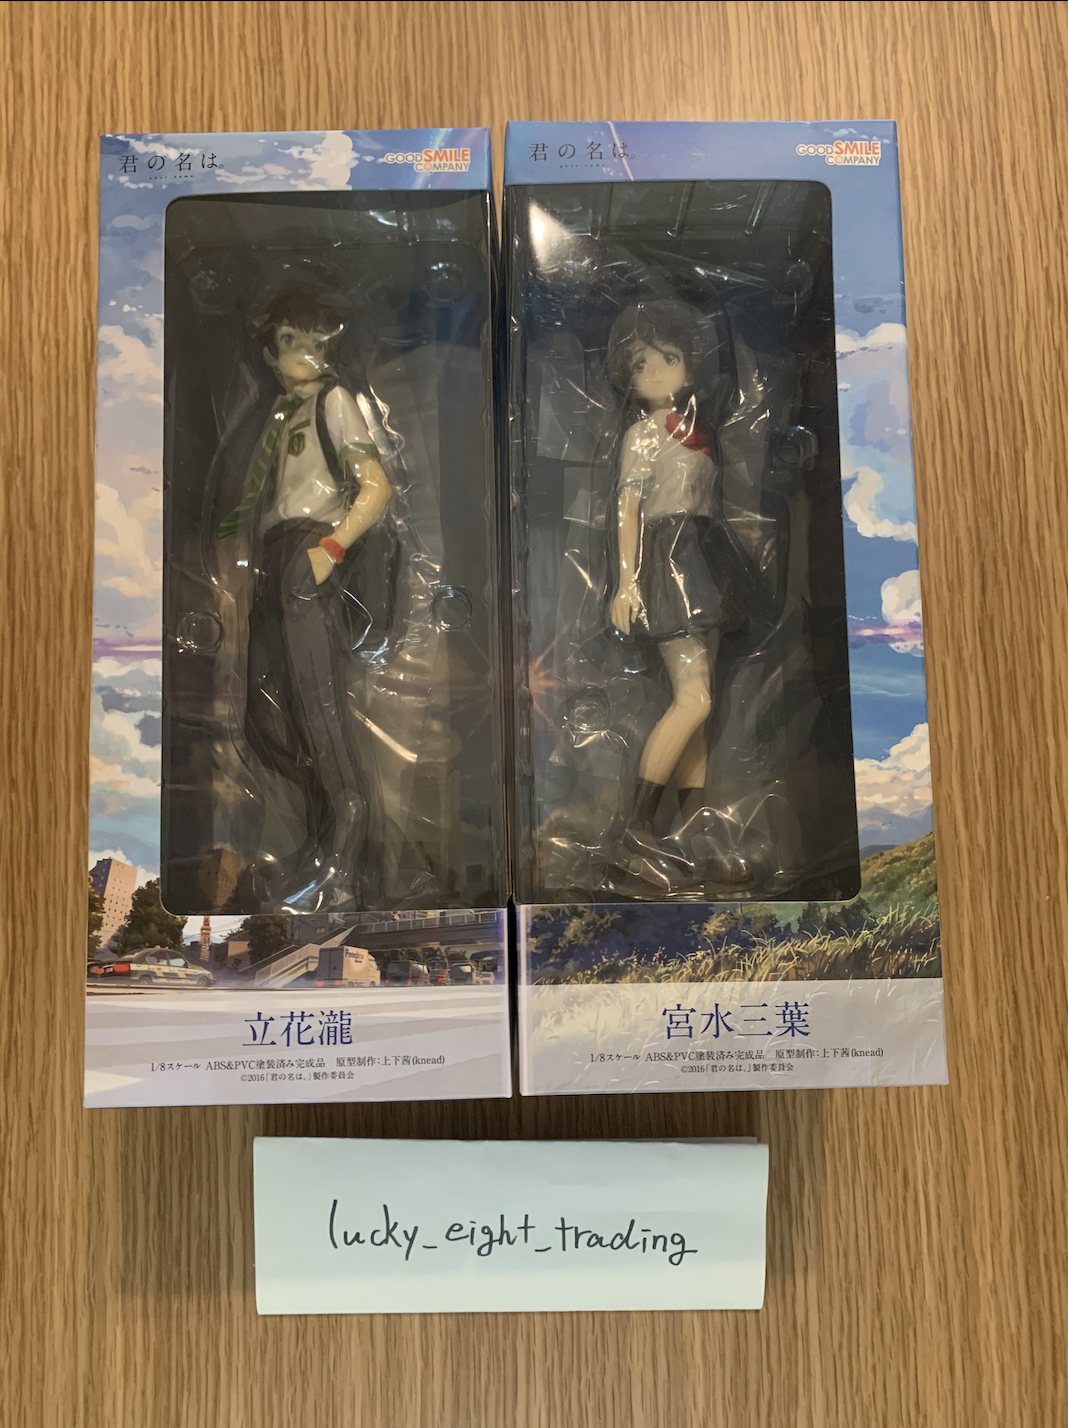 君の名は。
your name.
GOOD SMILE
COMPANY
君の名は。
your name.
GOOD SMILE
COMPANY
立花瀧
1/8スケール ABS&PVC塗装済み完成品 原型制作:上下茜(knead)
©2016「君の名は。」製作委員会
宮水三葉
1/8スケール ABS&PVC塗装済み完成品 原型制作:上下茜(knead)
©2016「君の名は。」製作委員会
lucky_eight_trading